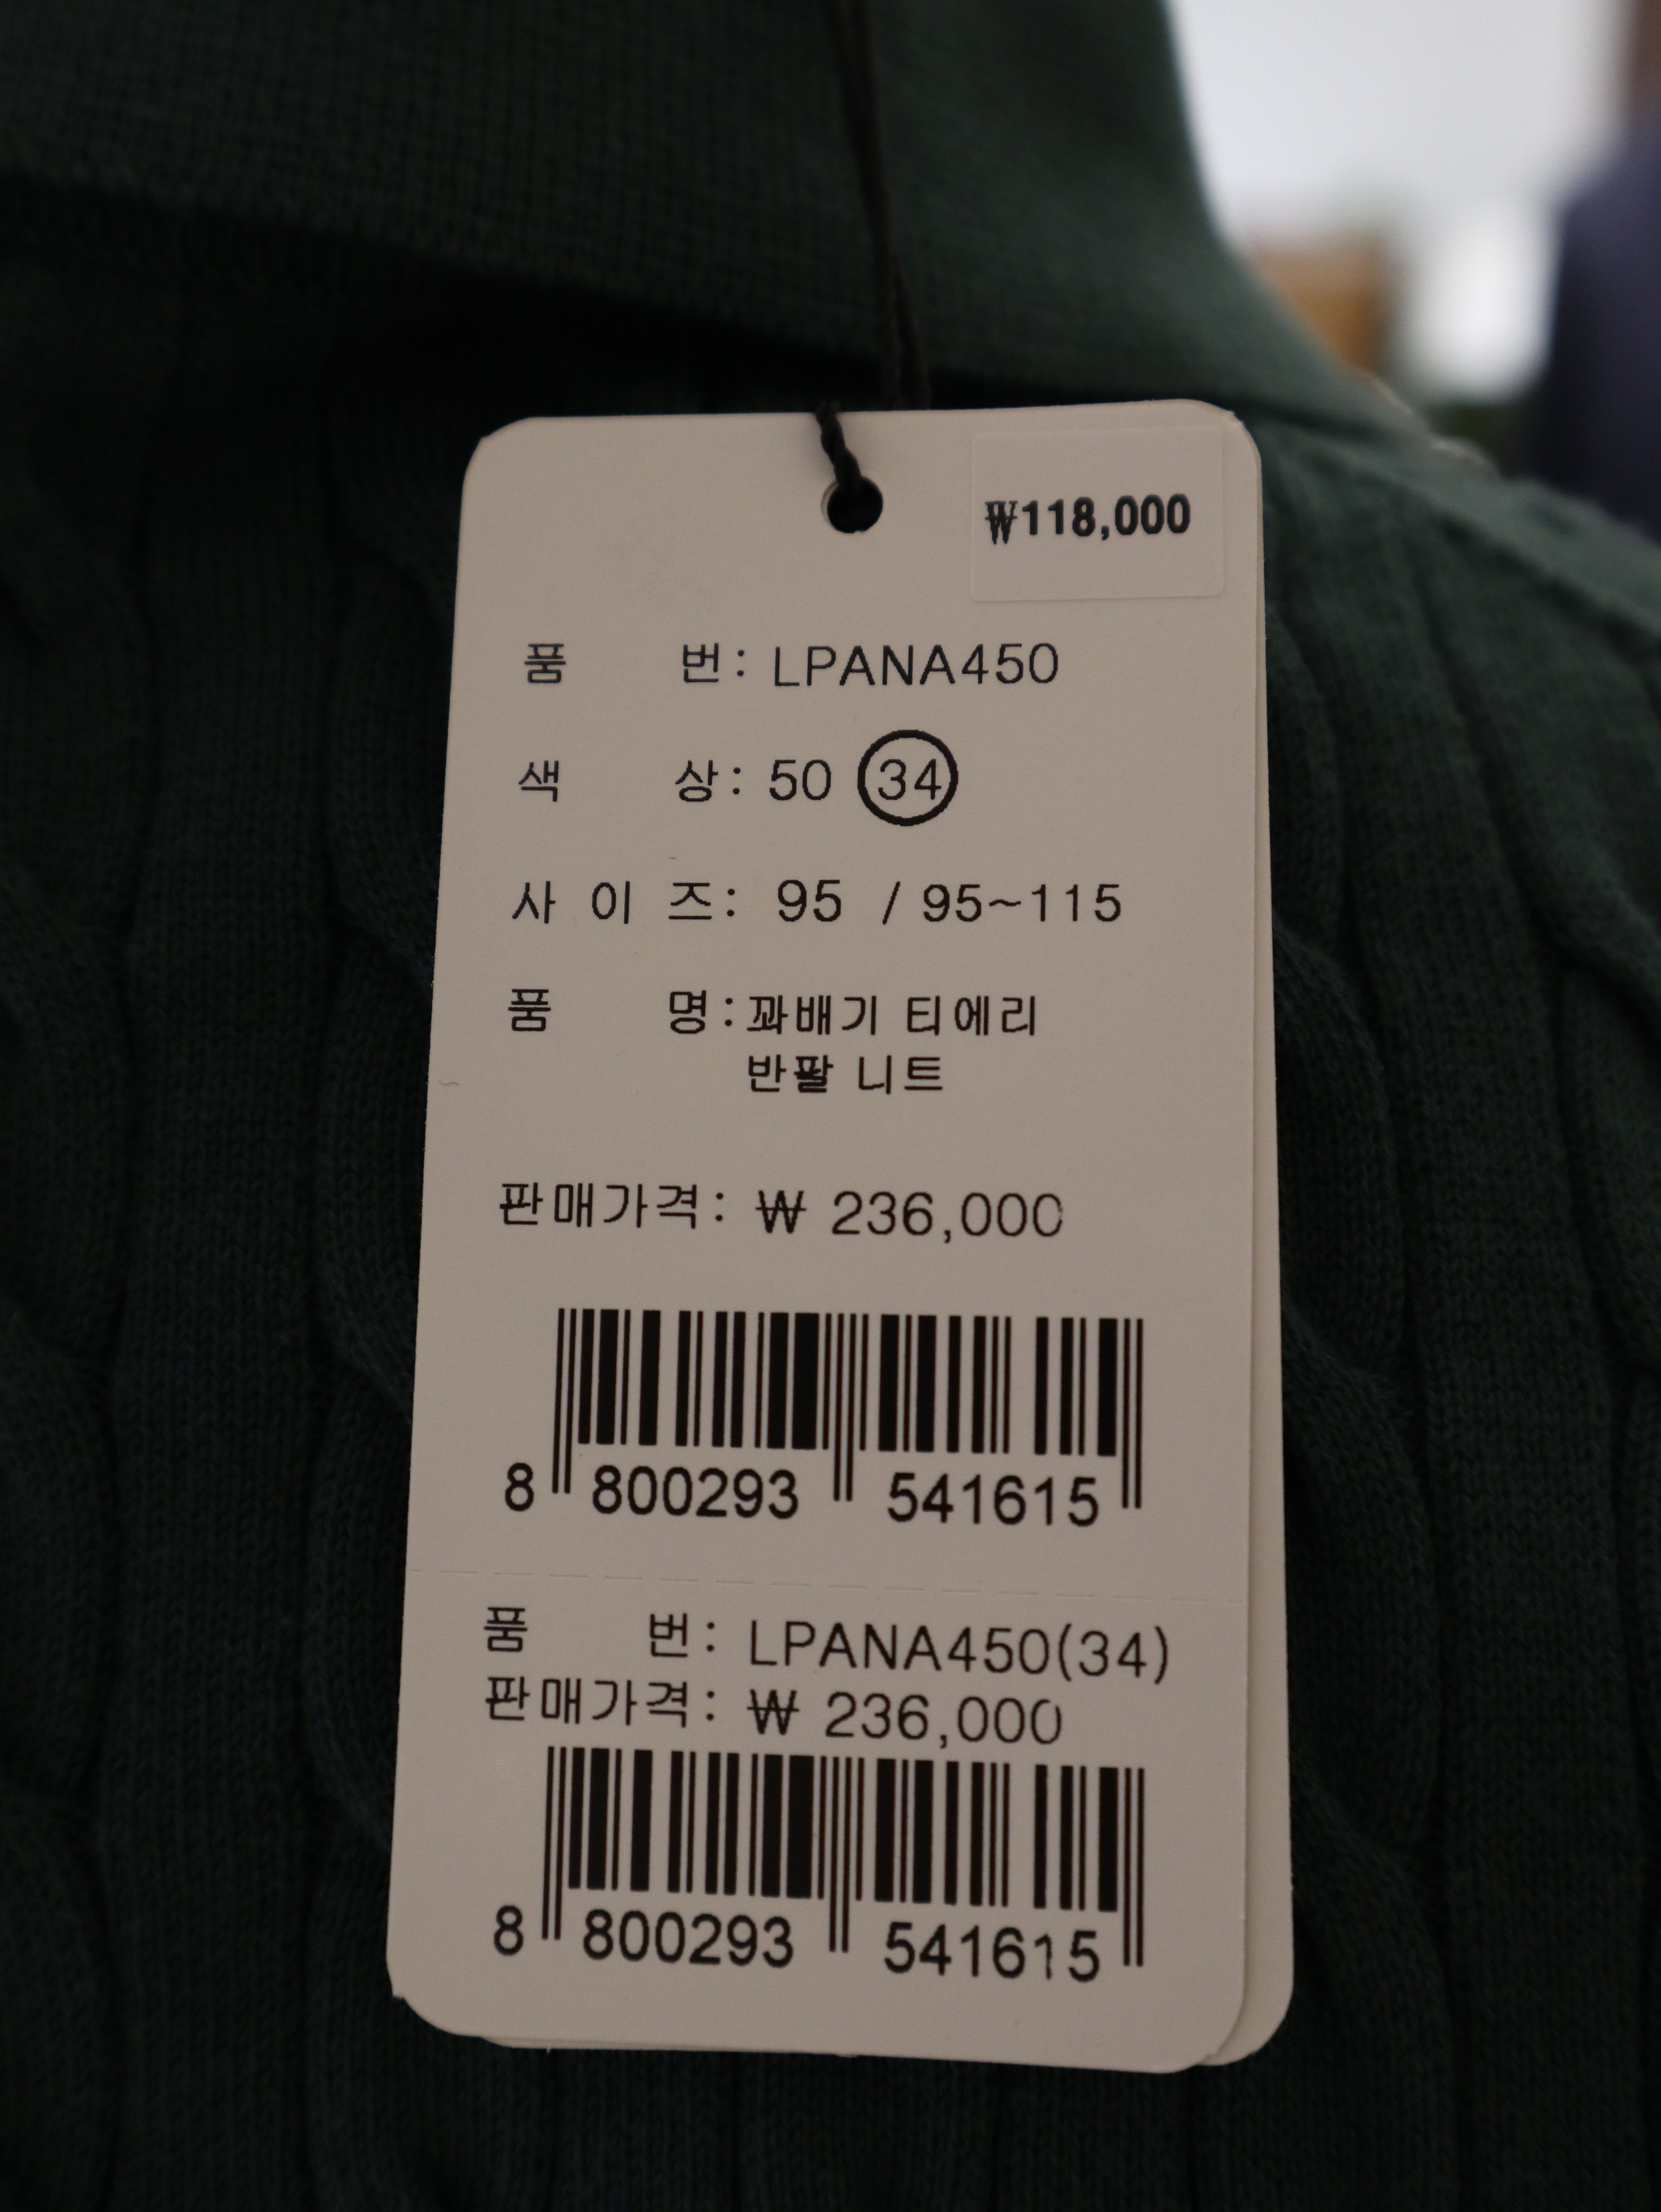 ₩118,000
품 번: LPANA450
색 상: 50 34
사 이 즈: 95 / 95~115
품 명: 꽈배기 티에리
반팔 니트
판매가격: ₩ 236,000
8 800293 541615
품 번: LPANA450(34)
판매가격: ₩ 236,000
8 800293 541615